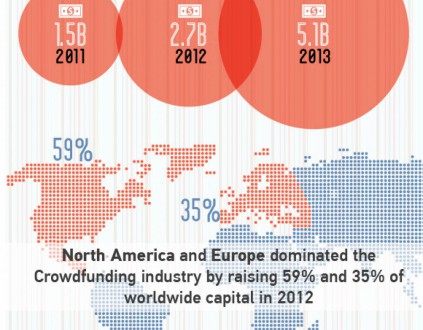 $ $ $
1.5B 2.7B 5.1B
2011 2012 2013
59%
35%
North America and Europe dominated the
Crowdfunding industry by raising 59% and 35% of
worldwide capital in 2012